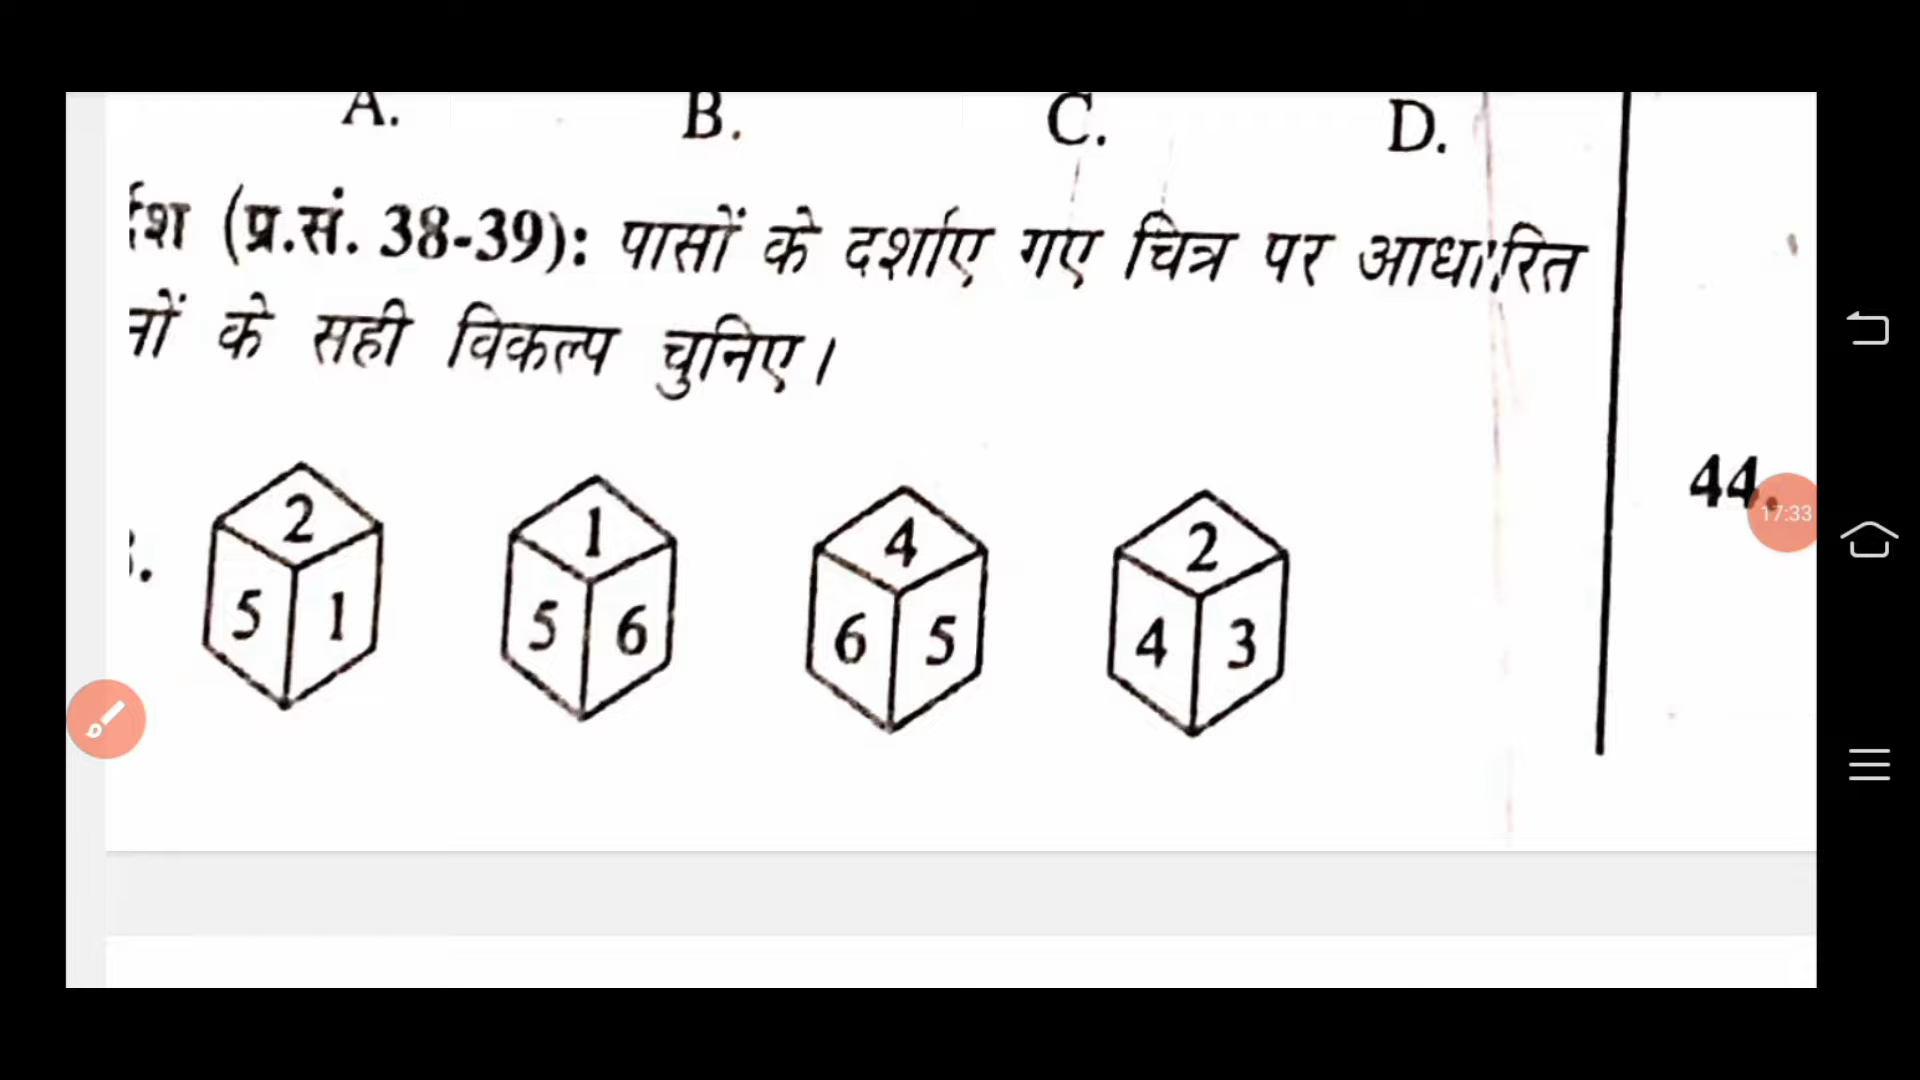 A. B. C. D.
(प्र.सं. 38-39): पासों के दर्शाए गए चित्र पर आधारित
के सही विकल्प चुनिए।
2 1 4 2
5 1 5 6 6 5 4 3
44.
17:33